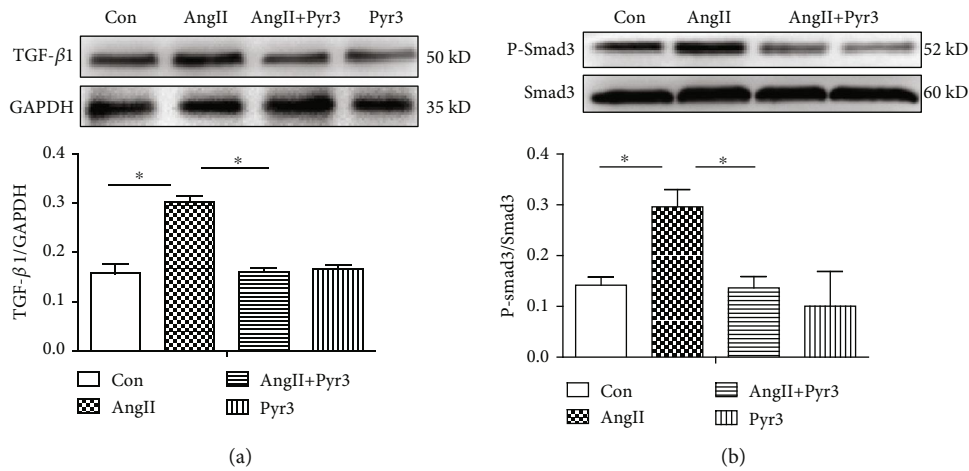 Con AngII AngII+Pyr3 Pyr3
TGF-β1 50 kD
GAPDH 35 kD
0.4
0.3
0.2
0.1
0.0
TGF-β1/GAPDH
*
*
Con
AngII+Pyr3
AngII
Pyr3
(a)
Con AngII AngII+Pyr3
P-Smad3 52 kD
Smad3 60 kD
0.4
0.3
0.2
0.1
0.0
P-smad3/Smad3
*
*
Con
AngII+Pyr3
AngII
Pyr3
(b)